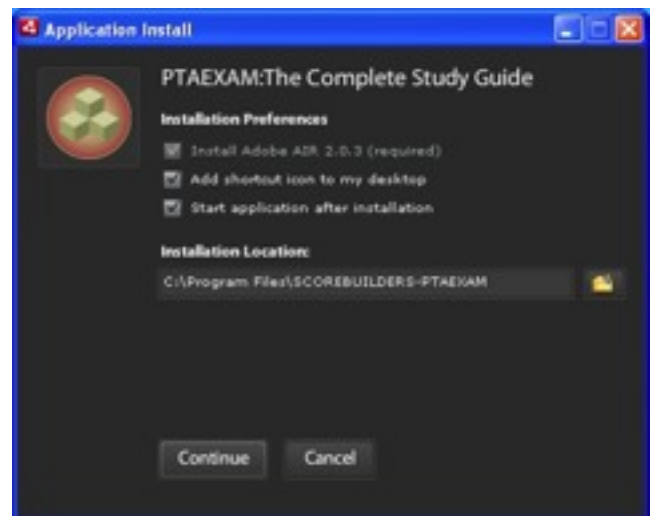 Application Install
PTAEXAM:The Complete Study Guide
Installation Preferences
Install Adobe AIR 2.0.3 (required)
Add shortcut icon to my desktop
Start application after installation
Installation Location:
C:\Program Files\SCOREBUILDERS-PTAEXAM
Continue Cancel